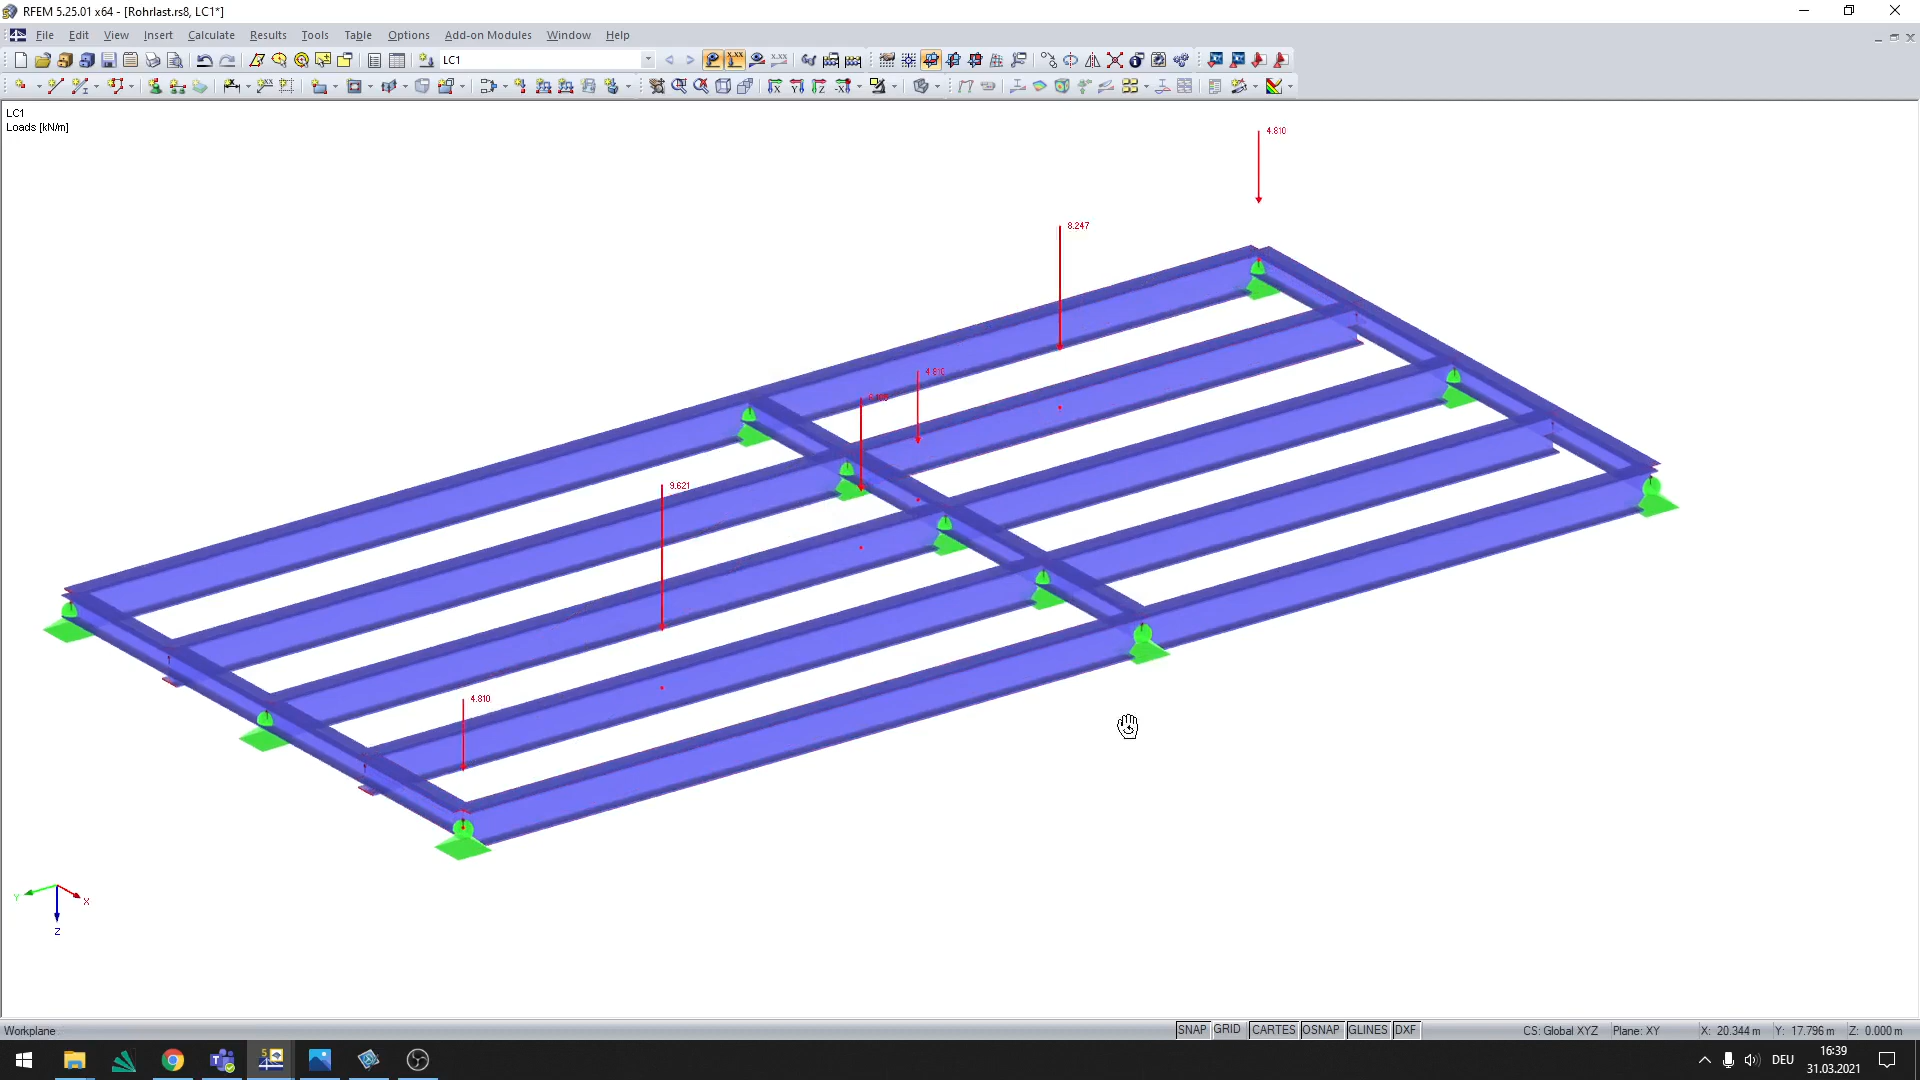 RFEM 5.25.01 x64 - [Rohrlast.rs8, LC1*]
File Edit View Insert Calculate Results Tools Table Options Add-on Modules Window Help
LC1
LC1
Loads [kN/m]
4.810
8.247
4.810
9.621
4.810
Y
X
Z
Workplane
SNAP GRID CARTES OSNAP GLINES DXF
CS: Global XYZ Plane: XY X: 20.344 m Y: 17.796 m Z: 0.000 m
DEU
16:39
31.03.2021